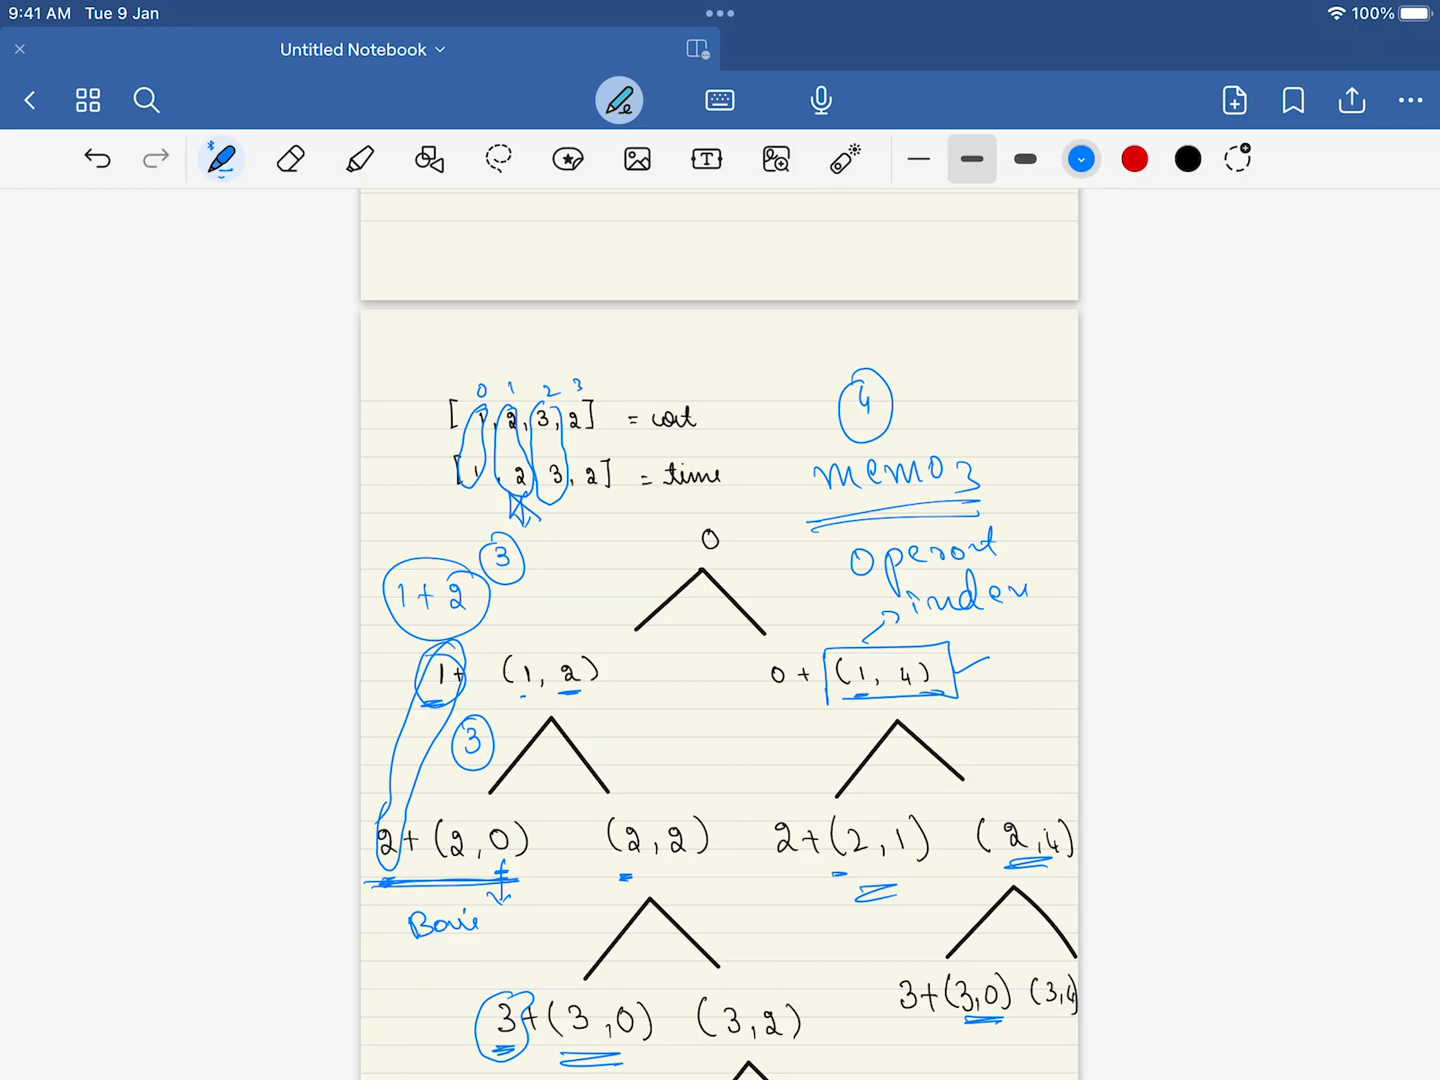 9:41 AM Tue 9 Jan
100%
Untitled Notebook
0 1 2 3
[ 1, 2, 3, 2 ] = cost
[ 1, 2, 3, 2 ] = time
4
memo
0
3
1 + 2
index
1+ (1, 2)
0 + (1, 4)
3
2 + (2, 0)
(2, 2)
2 + (2, 1)
(2, 4)
3 + (3, 0)
(3, 2)
3 + (3, 0)
(3, 4)